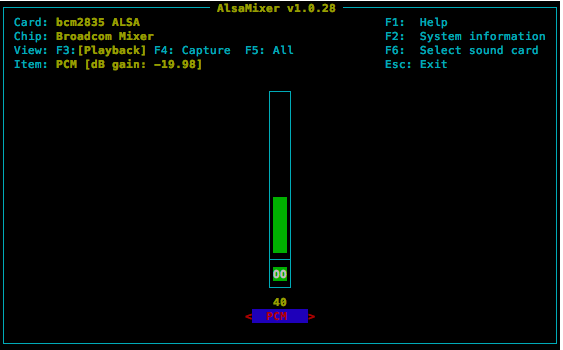 AlsaMixer v1.0.28
Card: bcm2835 ALSA F1: Help
Chip: Broadcom Mixer F2: System information
View: F3:[Playback] F4: Capture F5: All F6: Select sound card
Item: PCM [dB gain: -19.98] Esc: Exit
OO
40
< PCM >